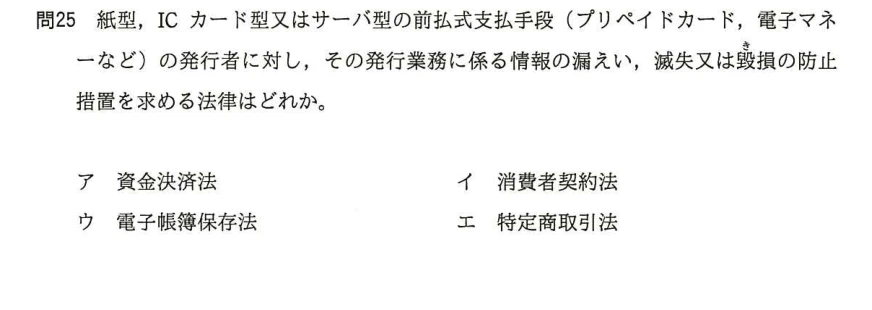 問25 紙型，IC カード型又はサーバ型の前払式支払手段（プリペイドカード，電子マネ
ーなど）の発行者に対し，その発行業務に係る情報の漏えい，滅失又は毀損の防止
き
措置を求める法律はどれか。
ア 資金決済法 イ 消費者契約法
ウ 電子帳簿保存法 エ 特定商取引法